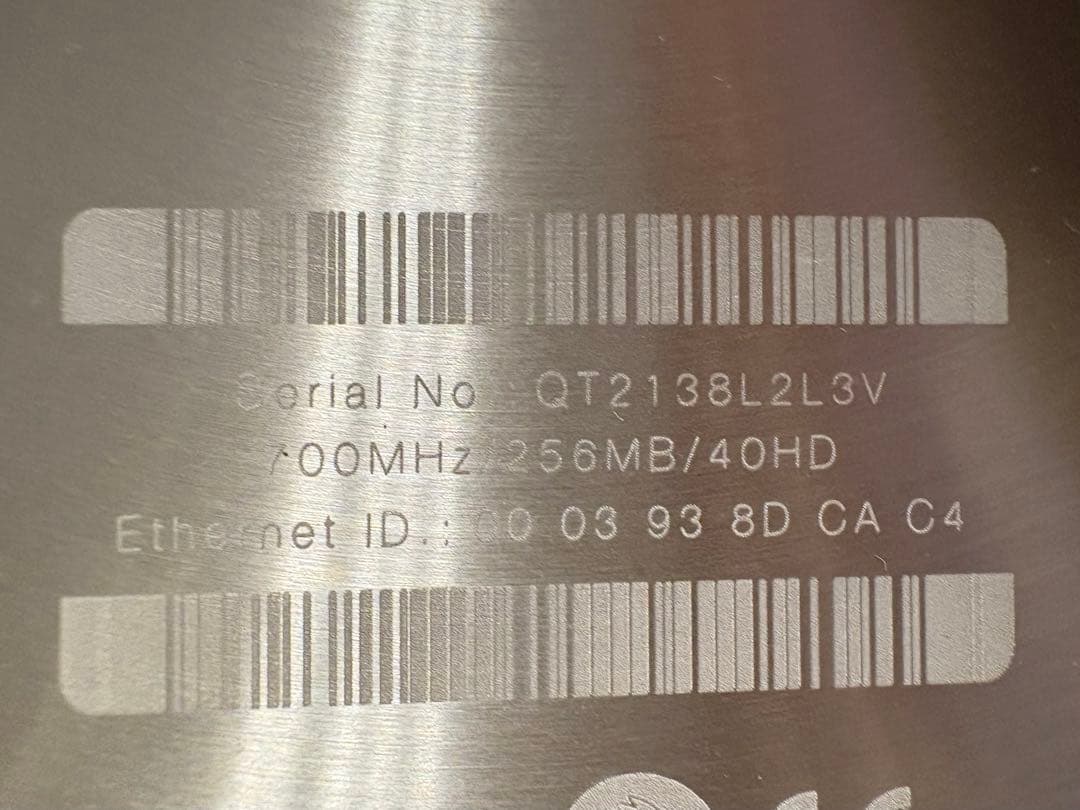 Serial No.: QT2138L2L3V
700MHz/256MB/40HD
Ethernet ID.: 00 03 93 8D CA C4